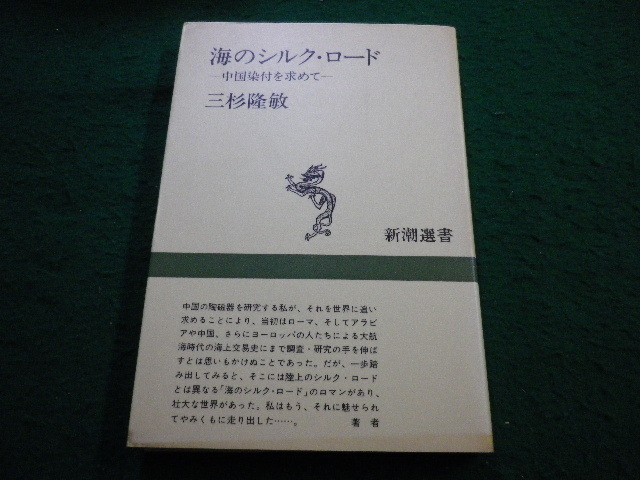 海のシルク・ロード
―中国染付を求めて―
三杉隆敏
新潮選書
中国の陶磁器を研究する私が、それを世界に追い
求めることにより、当初はローマ、そしてアラビ
アや中国、さらにヨーロッパの人たちによる大航
海時代の海上交易史にまで調査・研究の手を伸ば
すとは思いもかけぬことであった。だが、一歩踏
み出してみると、そこには陸上のシルク・ロード
とは異なる「海のシルク・ロード」のロマンがあり、
壮大な世界があった。私はもう、それに魅せられ
てやみくもに走り出した……。　著 者